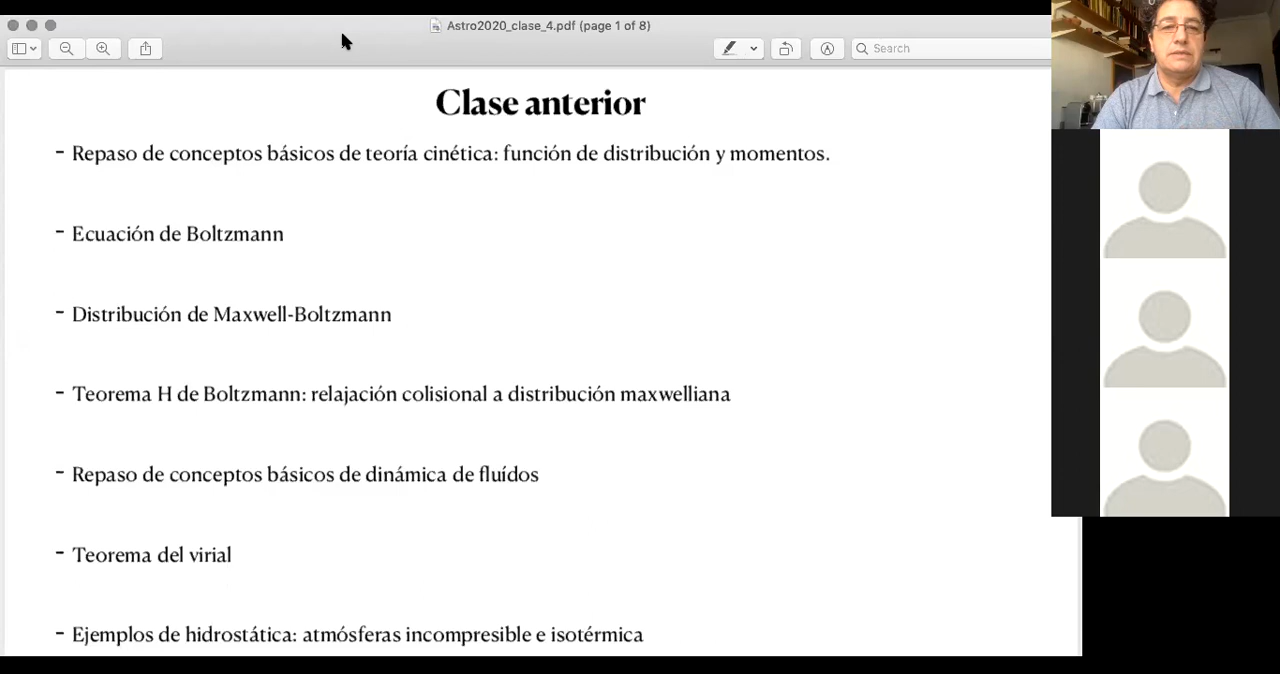 Astro2020_clase_4.pdf (page 1 of 8)
Search
Clase anterior
- Repaso de conceptos básicos de teoría cinética: función de distribución y momentos.
- Ecuación de Boltzmann
- Distribución de Maxwell-Boltzmann
- Teorema H de Boltzmann: relajación colisional a distribución maxwelliana
- Repaso de conceptos básicos de dinámica de fluídos
- Teorema del virial
- Ejemplos de hidrostática: atmósferas incompresible e isotérmica